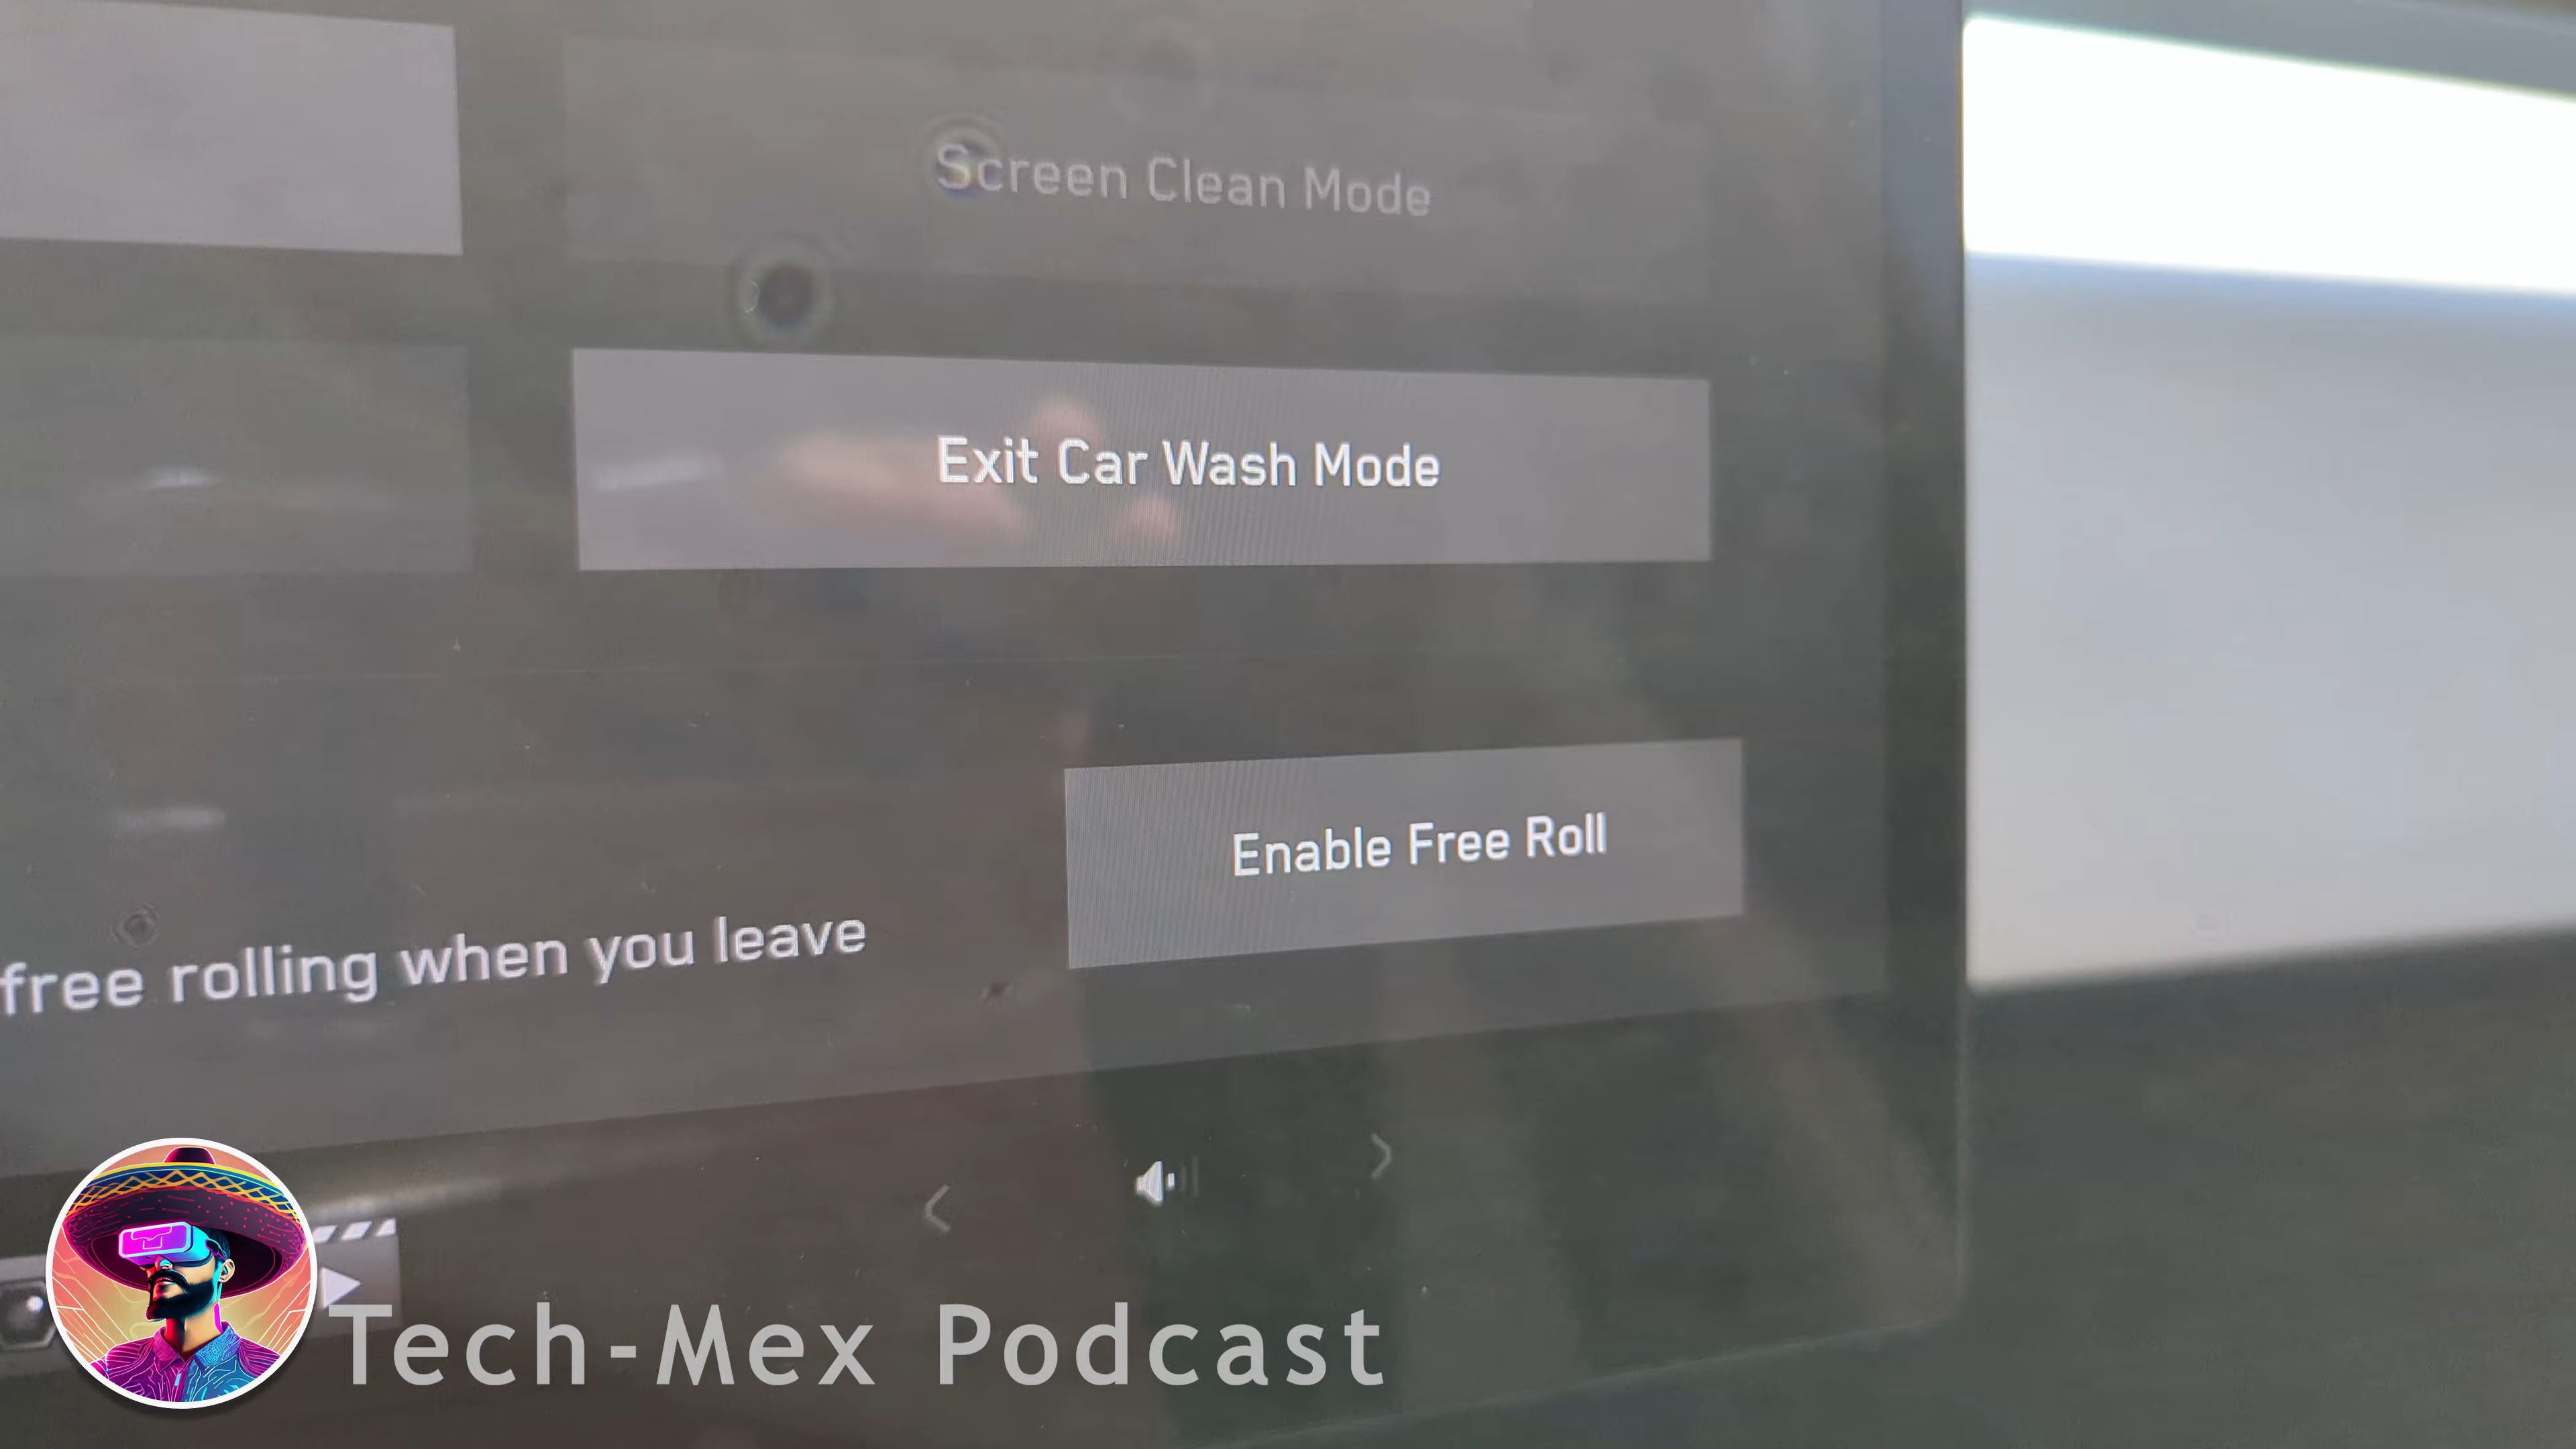 Screen Clean Mode
Exit Car Wash Mode
Enable Free Roll
free rolling when you leave
Tech-Mex Podcast